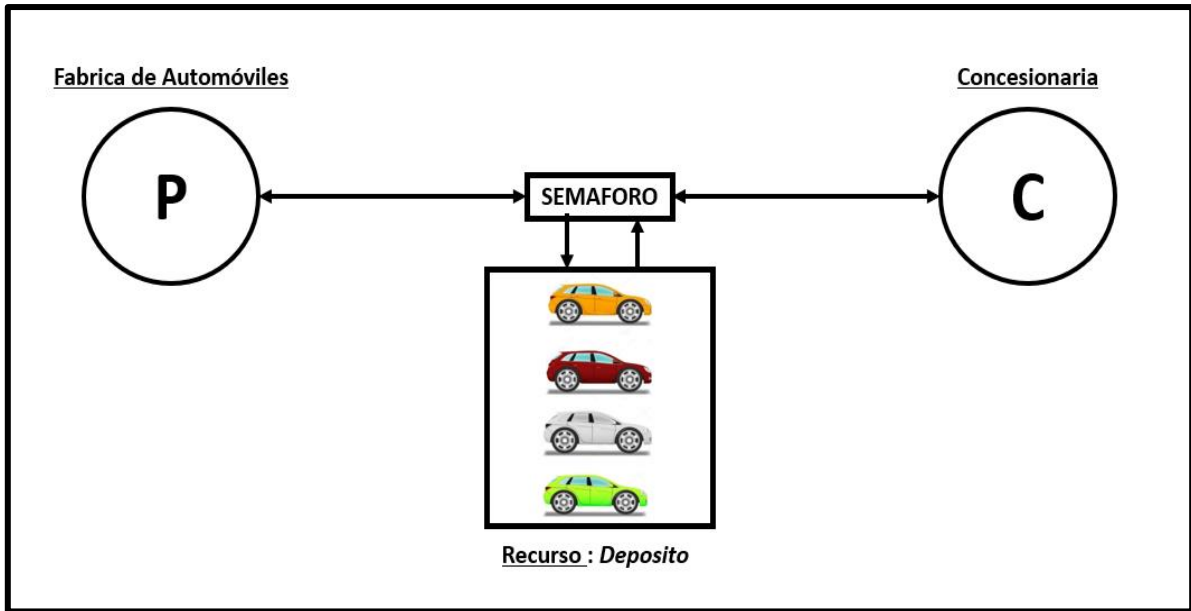 Fabrica de Automóviles
Concesionaria
P
SEMAFORO
C
Recurso : Deposito